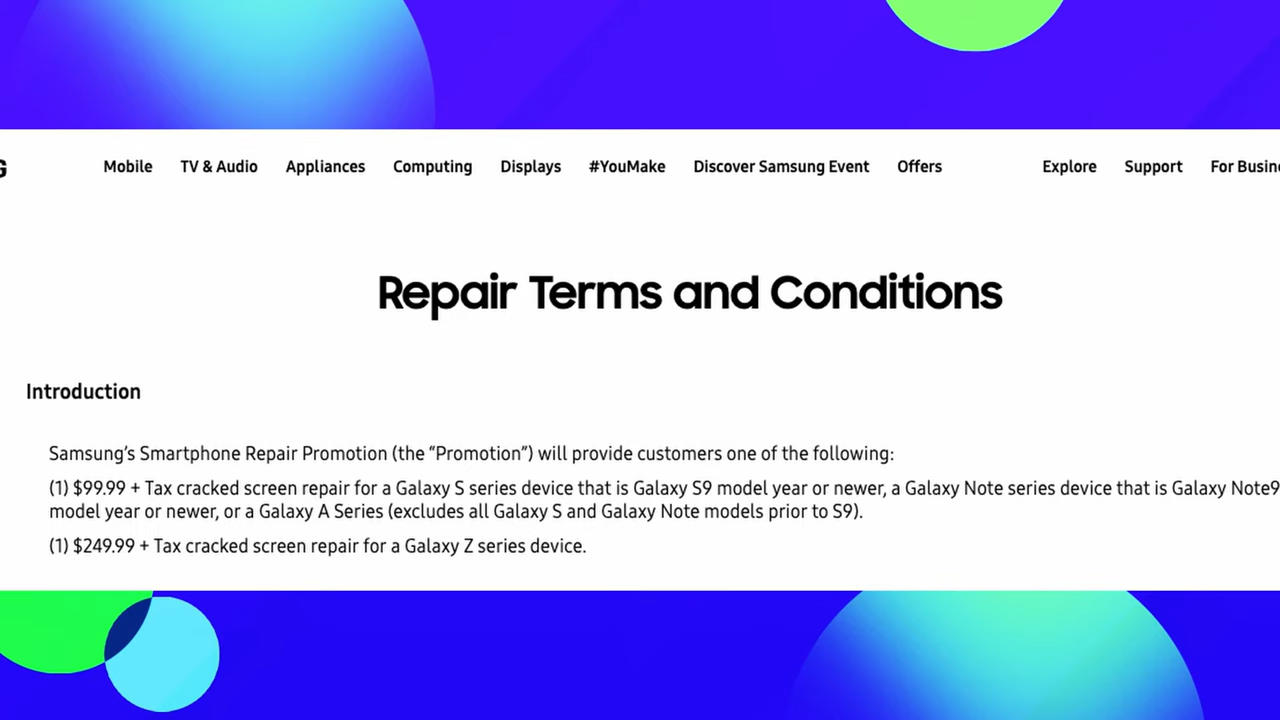 G
Mobile TV & Audio Appliances Computing Displays #YouMake Discover Samsung Event Offers Explore Support For
Repair Terms and Conditions
Introduction
Samsung’s Smartphone Repair Promotion (the “Promotion”) will provide customers one of the following:
(1) $99.99 + Tax cracked screen repair for a Galaxy S series device that is Galaxy S9 model year or newer, a Galaxy Note series device that is Galaxy Note9
model year or newer, or a Galaxy A Series (excludes all Galaxy S and Galaxy Note models prior to S9).
(1) $249.99 + Tax cracked screen repair for a Galaxy Z series device.